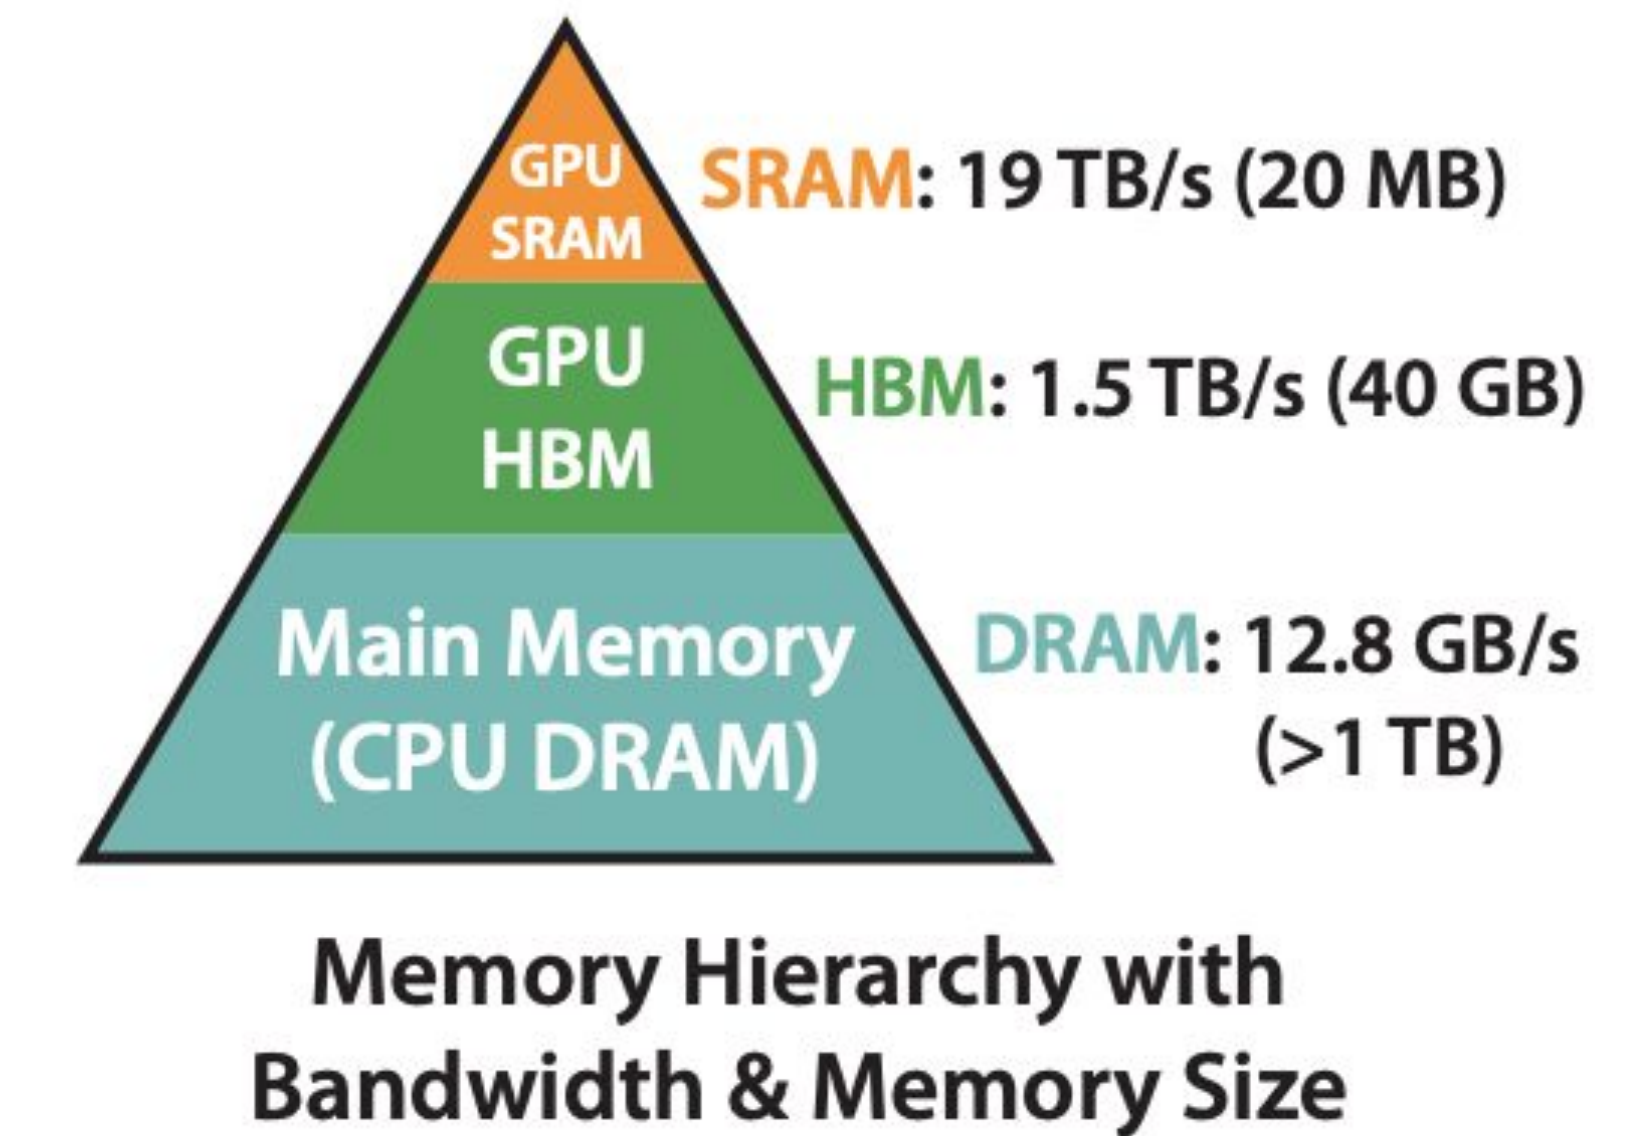 GPU
SRAM
SRAM: 19 TB/s (20 MB)
GPU
HBM
HBM: 1.5 TB/s (40 GB)
Main Memory
(CPU DRAM)
DRAM: 12.8 GB/s
(>1 TB)
Memory Hierarchy with
Bandwidth & Memory Size